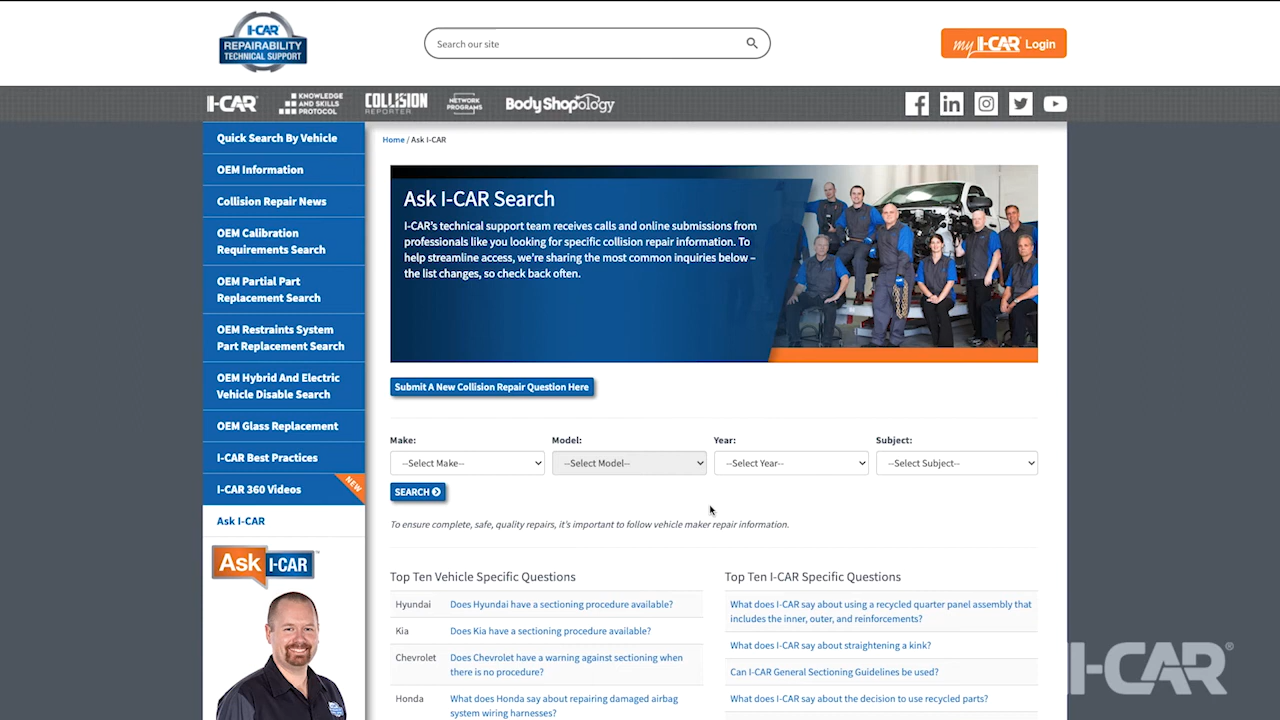 I-CAR
REPAIRABILITY
TECHNICAL SUPPORT
Search our site
my I-CAR Login
I-CAR
KNOWLEDGE
AND SKILLS
PROTOCOL
COLLISION
REPORTER
NETWORK
PROGRAMS
BodyShopology
Quick Search By Vehicle
OEM Information
Collision Repair News
OEM Calibration
Requirements Search
OEM Partial Part
Replacement Search
OEM Restraints System
Part Replacement Search
OEM Hybrid And Electric
Vehicle Disable Search
OEM Glass Replacement
I-CAR Best Practices
I-CAR 360 Videos
NEW
Ask I-CAR
Ask I-CAR™
Home / Ask I-CAR
Ask I-CAR Search
I-CAR's technical support team receives calls and online submissions from
professionals like you looking for specific collision repair information. To
help streamline access, we're sharing the most common inquiries below –
the list changes, so check back often.
Submit A New Collision Repair Question Here
Make: Model: Year: Subject:
--Select Make-- --Select Model-- --Select Year-- --Select Subject--
SEARCH
To ensure complete, safe, quality repairs, it's important to follow vehicle maker repair information.
Top Ten Vehicle Specific Questions
Hyundai Does Hyundai have a sectioning procedure available?
Kia Does Kia have a sectioning procedure available?
Chevrolet Does Chevrolet have a warning against sectioning when
there is no procedure?
Honda What does Honda say about repairing damaged airbag
system wiring harnesses?
Top Ten I-CAR Specific Questions
What does I-CAR say about using a recycled quarter panel assembly that
includes the inner, outer, and reinforcements?
What does I-CAR say about straightening a kink?
Can I-CAR General Sectioning Guidelines be used?
What does I-CAR say about the decision to use recycled parts?
I-CAR®